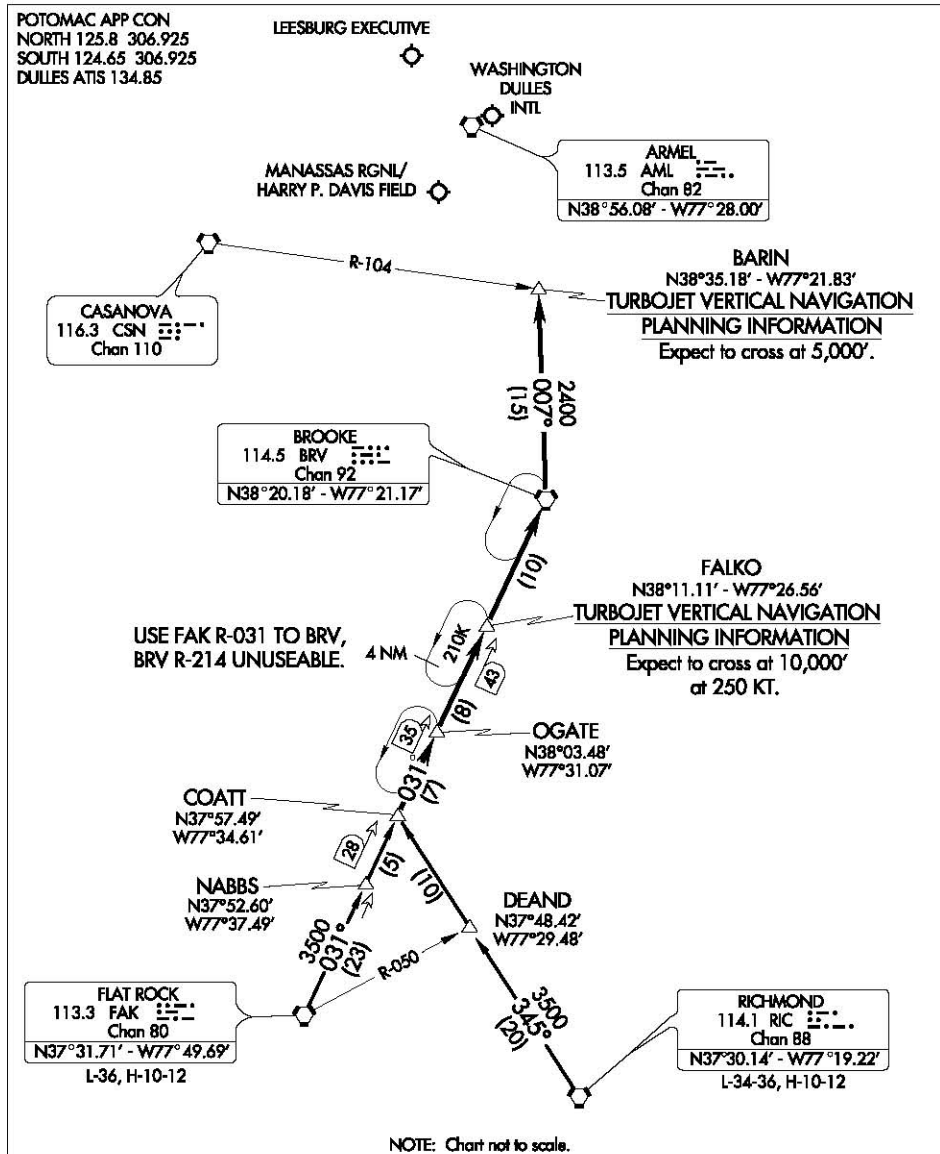 POTOMAC APP CON
NORTH 125.8 306.925
SOUTH 124.65 306.925
DULLES ATIS 134.85
LEESBURG EXECUTIVE
WASHINGTON
DULLES
INTL
ARMEL
113.5 AML
Chan 82
N38°56.08' - W77°28.00'
MANASSAS RGNL/
HARRY P. DAVIS FIELD
R-104
BARIN
N38°35.18' - W77°21.83'
TURBOJET VERTICAL NAVIGATION
PLANNING INFORMATION
Expect to cross at 5,000'.
CASANOVA
116.3 CSN
Chan 110
2400
007°
(15)
BROOKE
114.5 BRV
Chan 92
N38°20.18' - W77°21.17'
(10)
FALKO
N38°11.11' - W77°26.56'
TURBOJET VERTICAL NAVIGATION
PLANNING INFORMATION
Expect to cross at 10,000'
at 250 KT.
USE FAK R-031 TO BRV,
BRV R-214 UNUSEABLE.
4 NM
210K
43
(8)
35
OGATE
N38°03.48'
W77°31.07'
031°
(7)
COATT
N37°57.49'
W77°34.61'
28
(5)
(10)
NABBS
N37°52.60'
W77°37.49'
DEAND
N37°48.42'
W77°29.48'
3500
031°
(23)
R-050
3500
345°
(20)
FLAT ROCK
113.3 FAK
Chan 80
N37°31.71' - W77°49.69'
L-36, H-10-12
RICHMOND
114.1 RIC
Chan 88
N37°30.14' - W77°19.22'
L-34-36, H-10-12
NOTE: Chart not to scale.